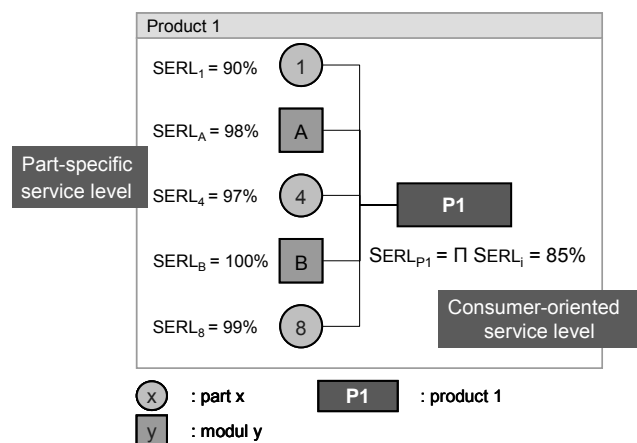 Product 1
SERL1 = 90%
1
SERLA = 98%
A
Part-specific
service level
SERL4 = 97%
4
P1
SERLB = 100%
B
SERLP1 = Π SERLi = 85%
SERL8 = 99%
8
Consumer-oriented
service level
x : part x
P1 : product 1
y : modul y